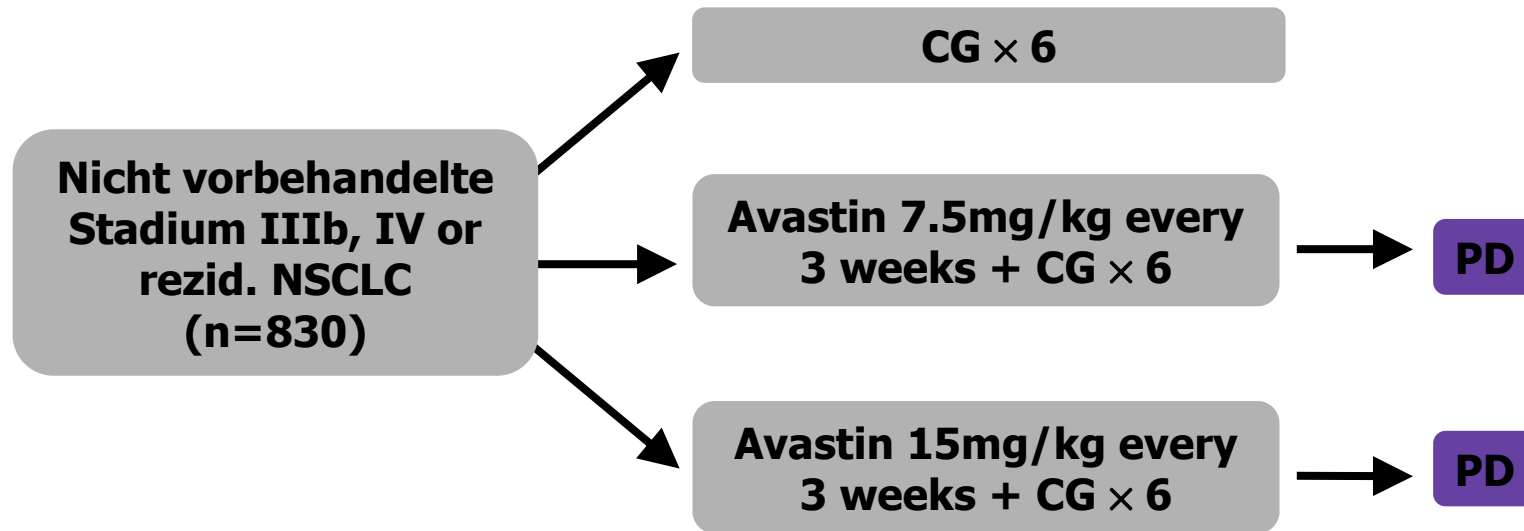 Nicht vorbehandelte
Stadium IIIb, IV or
rezid. NSCLC
(n=830)
CG × 6
Avastin 7.5mg/kg every
3 weeks + CG × 6
PD
Avastin 15mg/kg every
3 weeks + CG × 6
PD